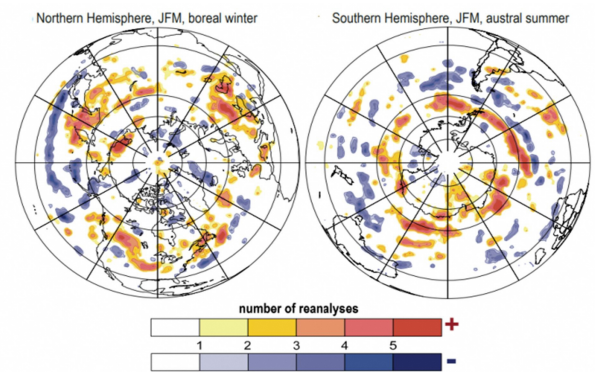 Northern Hemisphere, JFM, boreal winter
Southern Hemisphere, JFM, austral summer
number of reanalyses
+
1 2 3 4 5
-